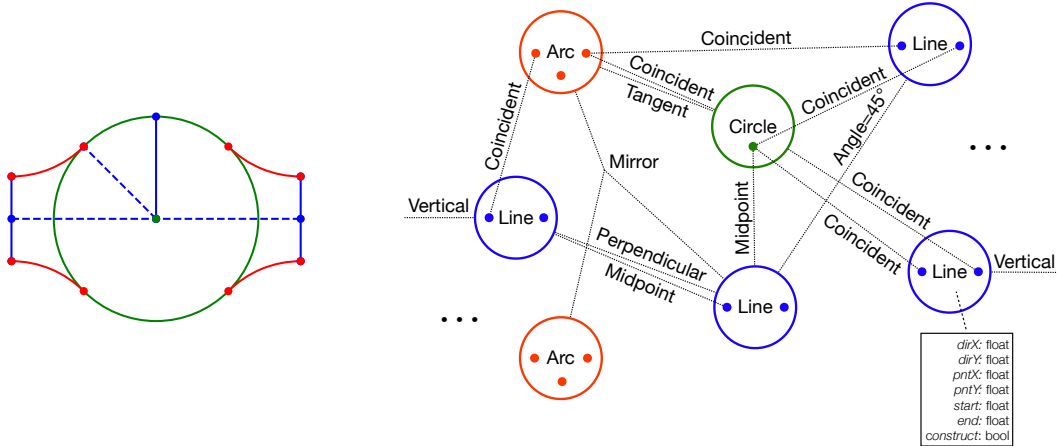 Arc
Coincident
Line
Coincident
Tangent
Coincident
Circle
Angle=45°
Coincident
...
Mirror
Vertical
Line
Midpoint
Coincident
Perpendicular
Coincident
Midpoint
Line
Vertical
Line
...
Arc
dirX: float
dirY: float
pntX: float
pntY: float
start: float
end: float
construct: bool